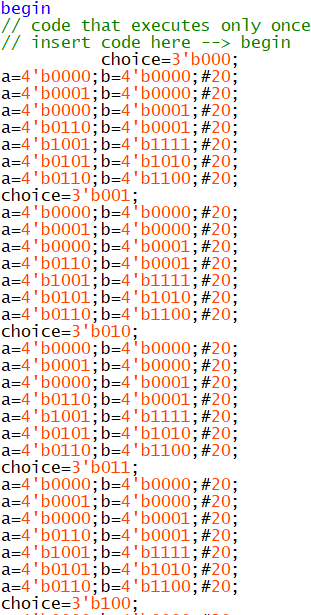 begin
// code that executes only once
// insert code here --> begin
choice=3'b000;
a=4'b0000;b=4'b0000;#20;
a=4'b0001;b=4'b0000;#20;
a=4'b0000;b=4'b0001;#20;
a=4'b0110;b=4'b0001;#20;
a=4'b1001;b=4'b1111;#20;
a=4'b0101;b=4'b1010;#20;
a=4'b0110;b=4'b1100;#20;
choice=3'b001;
a=4'b0000;b=4'b0000;#20;
a=4'b0001;b=4'b0000;#20;
a=4'b0000;b=4'b0001;#20;
a=4'b0110;b=4'b0001;#20;
a=4'b1001;b=4'b1111;#20;
a=4'b0101;b=4'b1010;#20;
a=4'b0110;b=4'b1100;#20;
choice=3'b010;
a=4'b0000;b=4'b0000;#20;
a=4'b0001;b=4'b0000;#20;
a=4'b0000;b=4'b0001;#20;
a=4'b0110;b=4'b0001;#20;
a=4'b1001;b=4'b1111;#20;
a=4'b0101;b=4'b1010;#20;
a=4'b0110;b=4'b1100;#20;
choice=3'b011;
a=4'b0000;b=4'b0000;#20;
a=4'b0001;b=4'b0000;#20;
a=4'b0000;b=4'b0001;#20;
a=4'b0110;b=4'b0001;#20;
a=4'b1001;b=4'b1111;#20;
a=4'b0101;b=4'b1010;#20;
a=4'b0110;b=4'b1100;#20;
choice=3'b100;